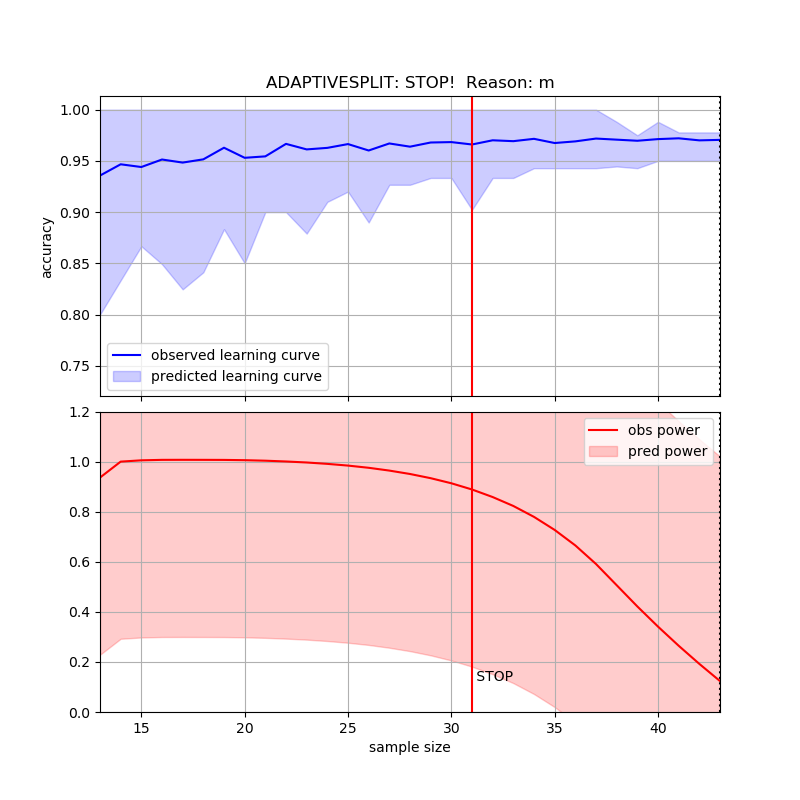 ADAPTIVESPLIT: STOP!  Reason: m
1.00
0.95
0.90
0.85
0.80
0.75
accuracy
observed learning curve
predicted learning curve
1.2
1.0
0.8
0.6
0.4
0.2
0.0
obs power
pred power
STOP
15 20 25 30 35 40
sample size